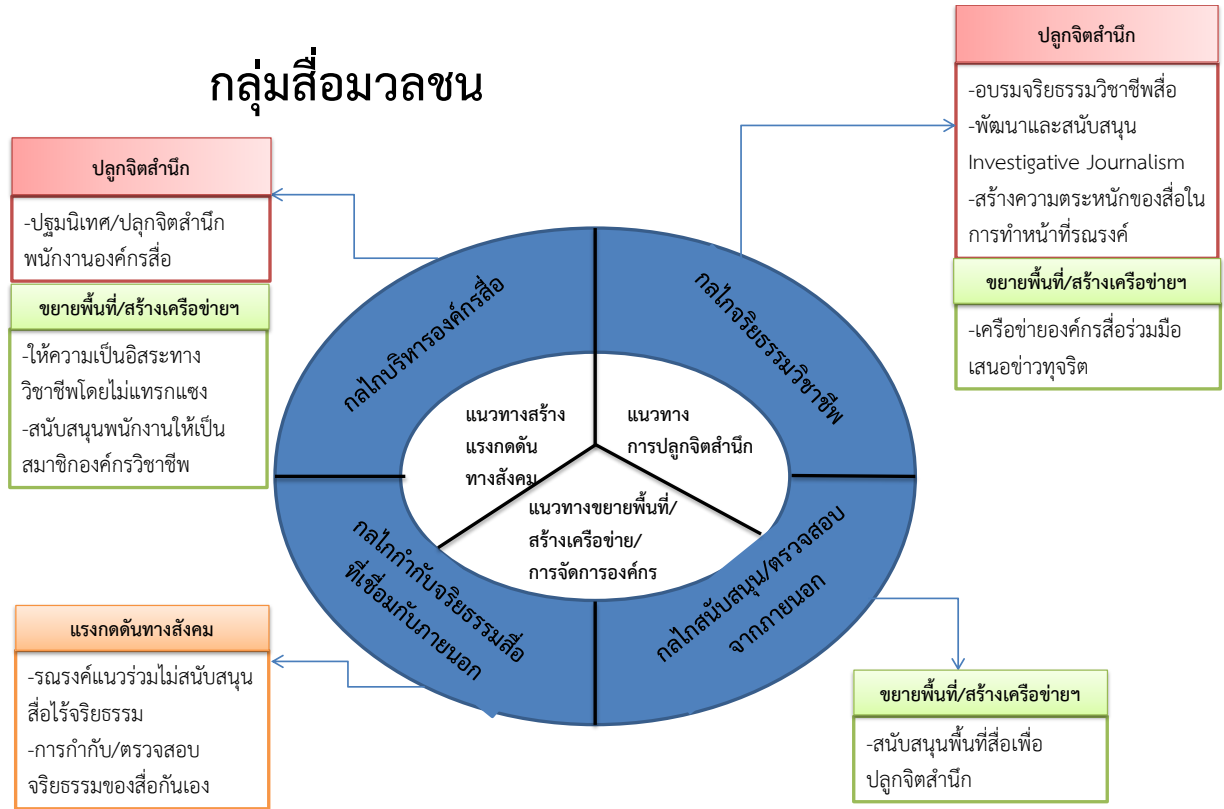 กลุ่มสื่อมวลชน
ปลูกจิตสำนึก
-ปฐมนิเทศ/ปลุกจิตสำนึก
พนักงานองค์กรสื่อ
ขยายพื้นที่/สร้างเครือข่ายฯ
-ให้ความเป็นอิสระทาง
วิชาชีพโดยไม่แทรกแซง
-สนับสนุนพนักงานให้เป็น
สมาชิกองค์กรวิชาชีพ
ปลูกจิตสำนึก
-อบรมจริยธรรมวิชาชีพสื่อ
-พัฒนาและสนับสนุน
Investigative Journalism
-สร้างความตระหนักของสื่อใน
การทำหน้าที่รณรงค์
ขยายพื้นที่/สร้างเครือข่ายฯ
-เครือข่ายองค์กรสื่อร่วมมือ
เสนอข่าวทุจริต
กลไกบริหารองค์กรสื่อ
กลไกจริยธรรมวิชาชีพ
แนวทางสร้าง
แรงกดดัน
ทางสังคม
แนวทาง
การปลูกจิตสำนึก
แนวทางขยายพื้นที่/
สร้างเครือข่าย/
การจัดการองค์กร
กลไกกำกับจริยธรรมสื่อ
ที่เชื่อมกับภายนอก
กลไกสนับสนุน/ตรวจสอบ
จากภายนอก
แรงกดดันทางสังคม
-รณรงค์แนวร่วมไม่สนับสนุน
สื่อไร้จริยธรรม
-การกำกับ/ตรวจสอบ
จริยธรรมของสื่อกันเอง
ขยายพื้นที่/สร้างเครือข่ายฯ
-สนับสนุนพื้นที่สื่อเพื่อ
ปลูกจิตสำนึก